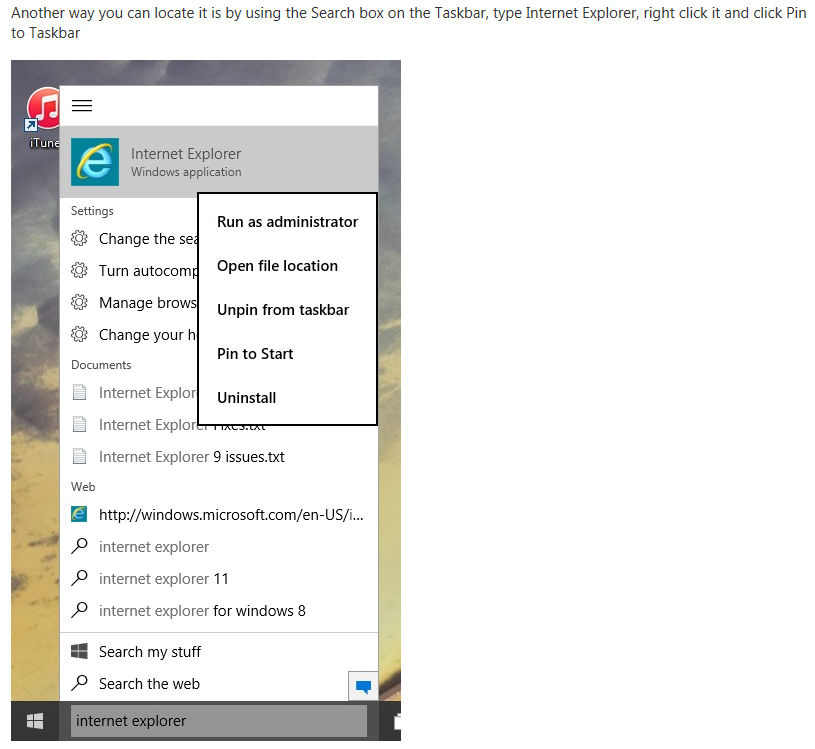 Another way you can locate it is by using the Search box on the Taskbar, type Internet Explorer, right click it and click Pin
to Taskbar
iTune
Internet Explorer
Windows application
Run as administrator
Open file location
Unpin from taskbar
Pin to Start
Uninstall
Settings
Change the sea
Turn autocomp
Manage brows
Change your h
Documents
Internet Explor
Internet Explorer
Internet Explorer 9 issues.txt
Web
http://windows.microsoft.com/en-US/i...
internet explorer
internet explorer 11
internet explorer for windows 8
Search my stuff
Search the web
internet explorer